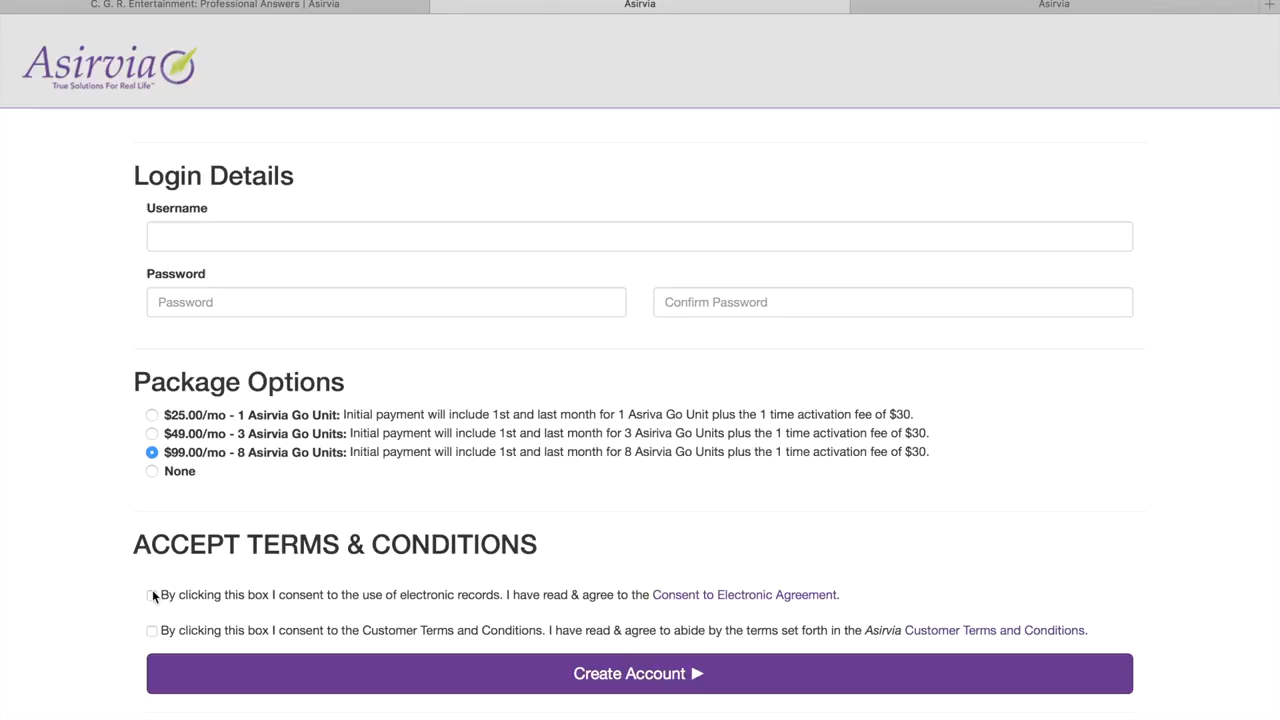 C. G. R. Entertainment: Professional Answers | Asirvia
Asirvia
Asirvia
Asirvia
True Solutions For Real Life™
Login Details
Username
Password
Password
Confirm Password
Package Options
$25.00/mo - 1 Asirvia Go Unit: Initial payment will include 1st and last month for 1 Asriva Go Unit plus the 1 time activation fee of $30.
$49.00/mo - 3 Asirvia Go Units: Initial payment will include 1st and last month for 3 Asiriva Go Units plus the 1 time activation fee of $30.
$99.00/mo - 8 Asirvia Go Units: Initial payment will include 1st and last month for 8 Asirvia Go Units plus the 1 time activation fee of $30.
None
ACCEPT TERMS & CONDITIONS
By clicking this box I consent to the use of electronic records. I have read & agree to the Consent to Electronic Agreement.
By clicking this box I consent to the Customer Terms and Conditions. I have read & agree to abide by the terms set forth in the Asirvia Customer Terms and Conditions.
Create Account ▶